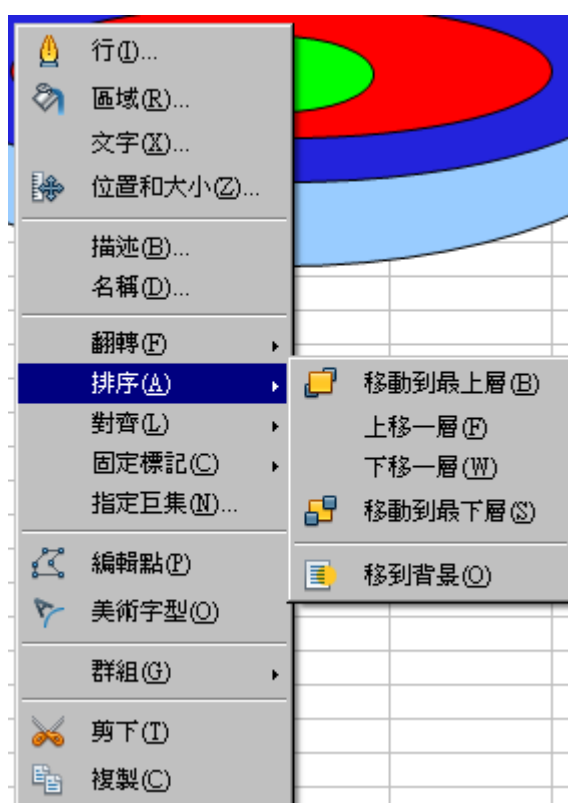 行(I)...
區域(R)...
文字(X)...
位置和大小(Z)...
描述(B)...
名稱(D)...
翻轉(F)
排序(A)
對齊(L)
固定標記(C)
指定巨集(N)...
編輯點(P)
美術字型(O)
群組(G)
剪下(T)
複製(C)
移動到最上層(B)
上移一層(F)
下移一層(W)
移動到最下層(S)
移到背景(O)